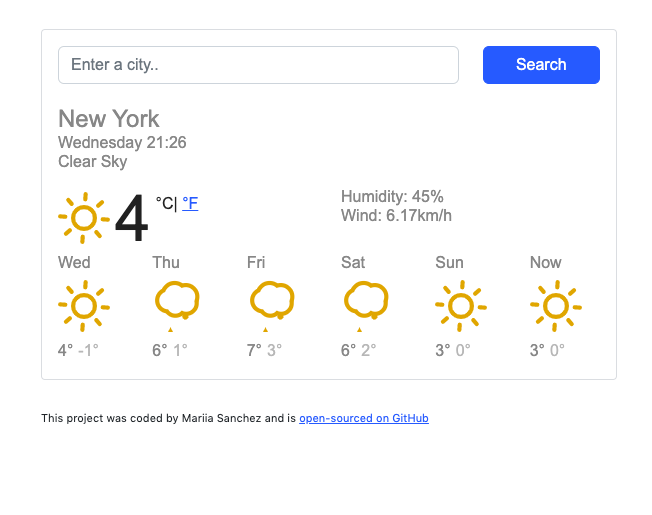 Enter a city..
Search
New York
Wednesday 21:26
Clear Sky
4 °C| °F
Humidity: 45%
Wind: 6.17km/h
Wed Thu Fri Sat Sun Now
4° -1° 6° 1° 7° 3° 6° 2° 3° 0° 3° 0°
This project was coded by Mariia Sanchez and is open-sourced on GitHub